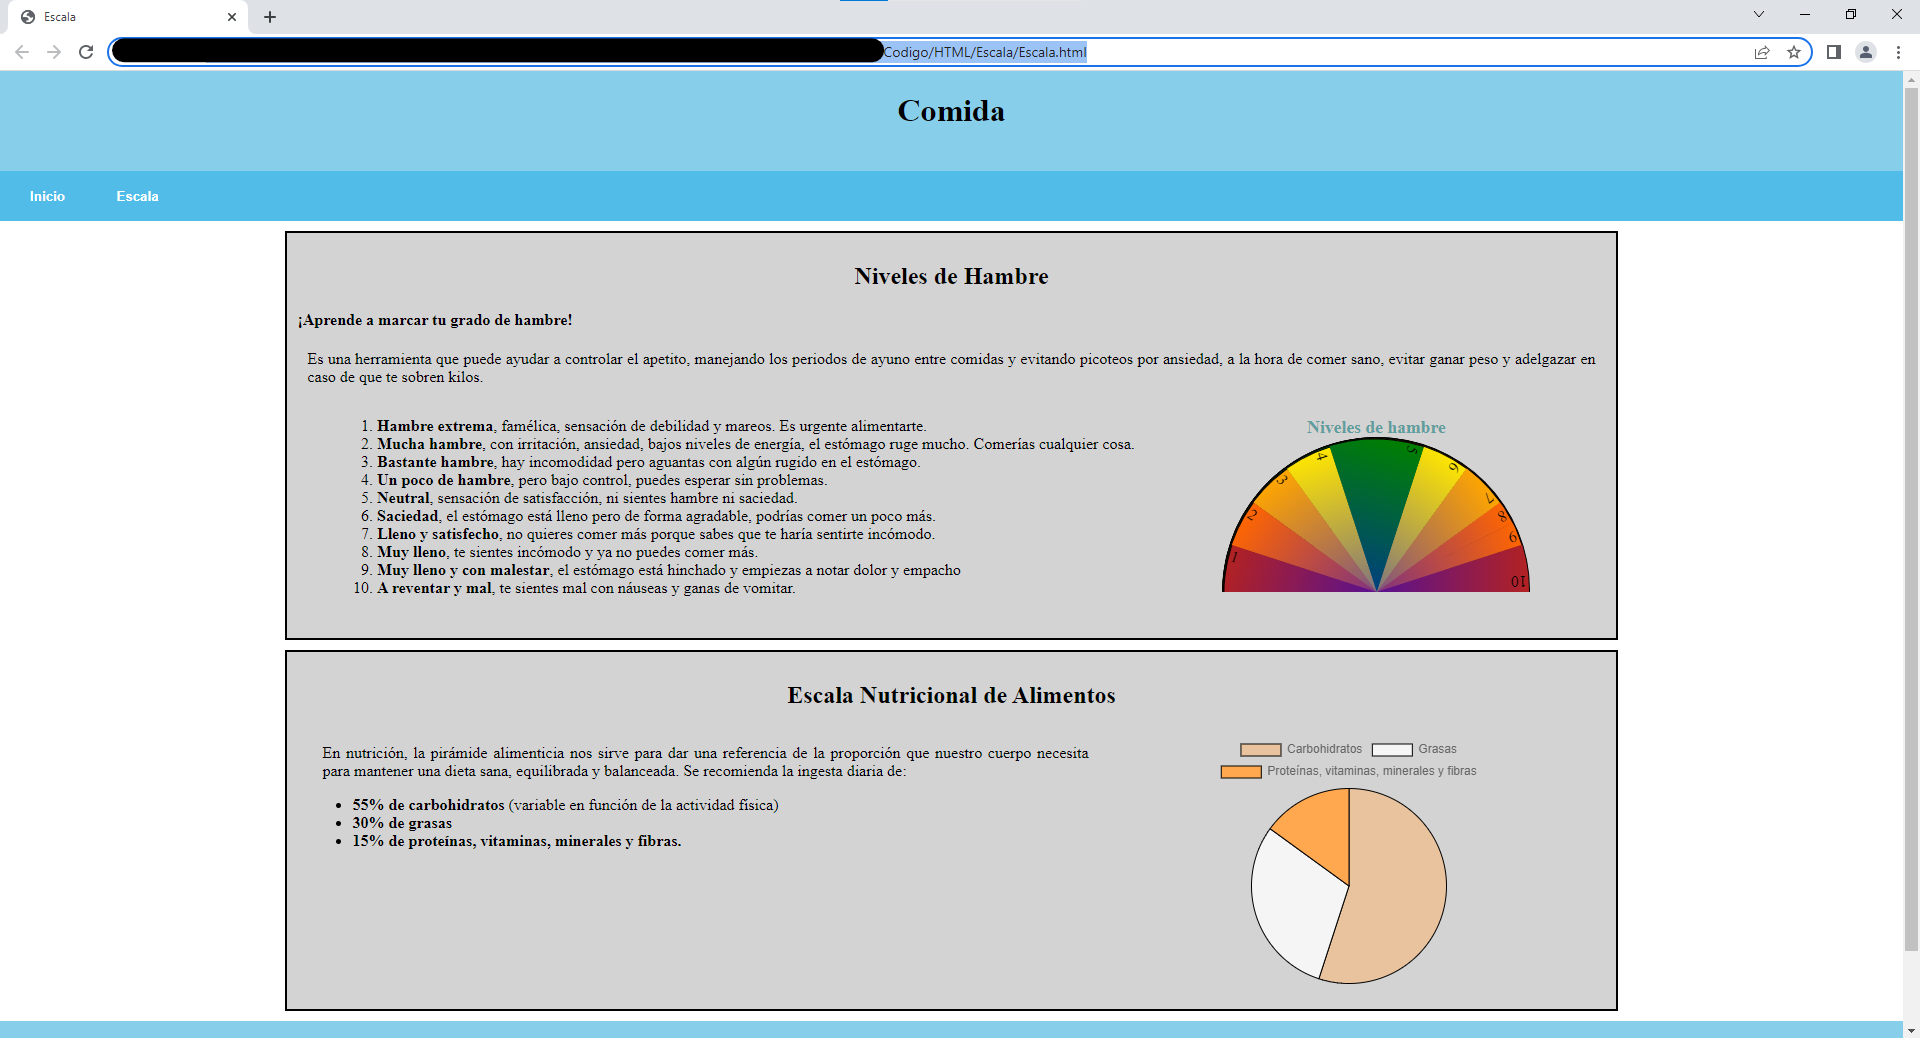 Escala
Codigo/HTML/Escala/Escala.html
Comida
Inicio Escala
Niveles de Hambre
¡Aprende a marcar tu grado de hambre!
Es una herramienta que puede ayudar a controlar el apetito, manejando los periodos de ayuno entre comidas y evitando picoteos por ansiedad, a la hora de comer sano, evitar ganar peso y adelgazar en
caso de que te sobren kilos.
1. Hambre extrema, famélica, sensación de debilidad y mareos. Es urgente alimentarte.
2. Mucha hambre, con irritación, ansiedad, bajos niveles de energía, el estómago ruge mucho. Comerías cualquier cosa.
3. Bastante hambre, hay incomodidad pero aguantas con algún rugido en el estómago.
4. Un poco de hambre, pero bajo control, puedes esperar sin problemas.
5. Neutral, sensación de satisfacción, ni sientes hambre ni saciedad.
6. Saciedad, el estómago está lleno pero de forma agradable, podrías comer un poco más.
7. Lleno y satisfecho, no quieres comer más porque sabes que te haría sentirte incómodo.
8. Muy lleno, te sientes incómodo y ya no puedes comer más.
9. Muy lleno y con malestar, el estómago está hinchado y empiezas a notar dolor y empacho
10. A reventar y mal, te sientes mal con náuseas y ganas de vomitar.
Niveles de hambre
1
2
3
4
5
6
7
8
9
10
Escala Nutricional de Alimentos
En nutrición, la pirámide alimenticia nos sirve para dar una referencia de la proporción que nuestro cuerpo necesita
para mantener una dieta sana, equilibrada y balanceada. Se recomienda la ingesta diaria de:
• 55% de carbohidratos (variable en función de la actividad física)
• 30% de grasas
• 15% de proteínas, vitaminas, minerales y fibras.
Carbohidratos Grasas
Proteínas, vitaminas, minerales y fibras